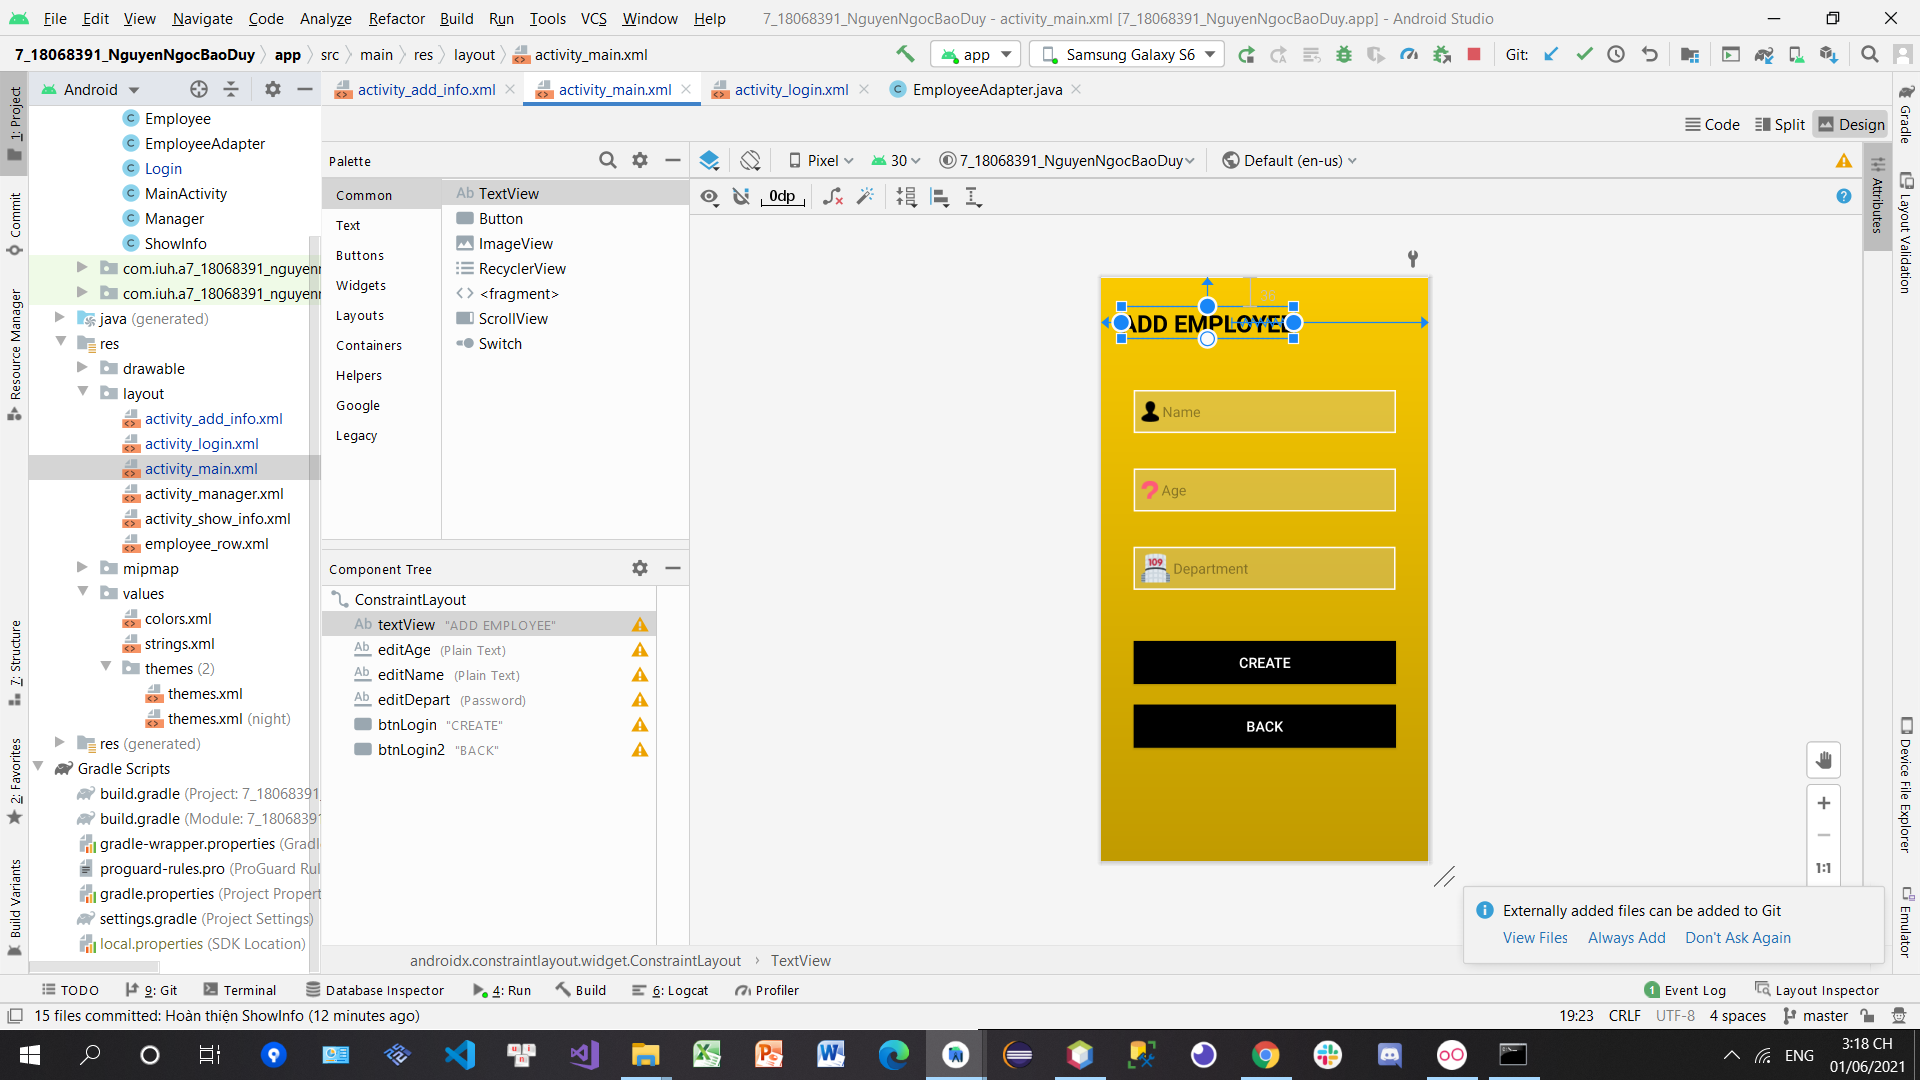 File Edit View Navigate Code Analyze Refactor Build Run Tools VCS Window Help 7_18068391_NguyenNgocBaoDuy - activity_main.xml [7_18068391_NguyenNgocBaoDuy.app] - Android Studio
7_18068391_NguyenNgocBaoDuy app src main res layout activity_main.xml app Samsung Galaxy S6 Git:
Android activity_add_info.xml activity_main.xml activity_login.xml EmployeeAdapter.java
Code Split Design
1: Project
Commit
Resource Manager
7: Structure
2: Favorites
Build Variants
Employee
EmployeeAdapter
Login
MainActivity
Manager
ShowInfo
com.iuh.a7_18068391_nguyen
com.iuh.a7_18068391_nguyen
java (generated)
res
drawable
layout
activity_add_info.xml
activity_login.xml
activity_main.xml
activity_manager.xml
activity_show_info.xml
employee_row.xml
mipmap
values
colors.xml
strings.xml
themes (2)
themes.xml
themes.xml (night)
res (generated)
Gradle Scripts
build.gradle (Project: 7_18068391_
build.gradle (Module: 7_18068391
gradle-wrapper.properties (Gradl
proguard-rules.pro (ProGuard Rul
gradle.properties (Project Propert
settings.gradle (Project Settings)
local.properties (SDK Location)
Palette
Common
Text
Buttons
Widgets
Layouts
Containers
Helpers
Google
Legacy
Ab TextView
Button
ImageView
RecyclerView
<fragment>
ScrollView
Switch
Component Tree
ConstraintLayout
Ab textView "ADD EMPLOYEE"
Ab editAge (Plain Text)
Ab editName (Plain Text)
Ab editDepart (Password)
btnLogin "CREATE"
btnLogin2 "BACK"
Pixel 30 7_18068391_NguyenNgocBaoDuy Default (en-us)
0dp
33
ADD EMPLOYEE
Name
Age
109 Department
CREATE
BACK
1:1
Externally added files can be added to Git
View Files Always Add Don't Ask Again
Gradle
Attributes
Layout Validation
Device File Explorer
Emulator
androidx.constraintlayout.widget.ConstraintLayout TextView
TODO 9: Git Terminal Database Inspector 4: Run Build 6: Logcat Profiler 1 Event Log Layout Inspector
15 files committed: Hoàn thiện ShowInfo (12 minutes ago) 19:23 CRLF UTF-8 4 spaces master
ENG
3:18 CH
01/06/2021